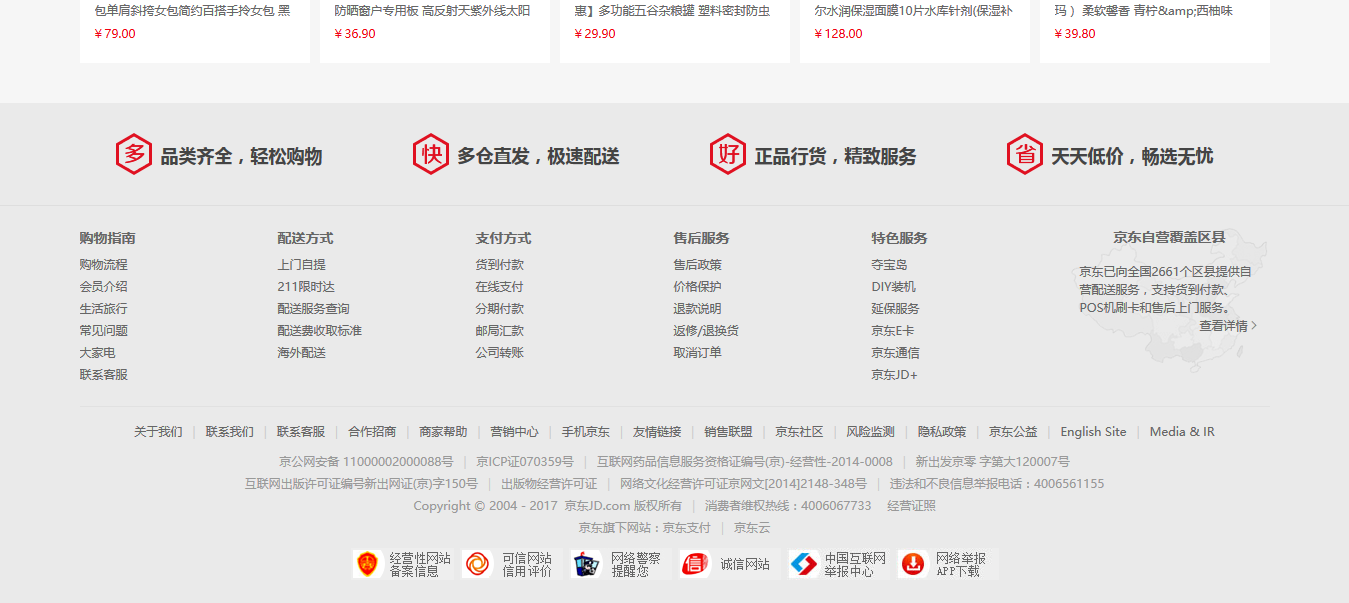 包单肩斜挎女包简约百搭手拎女包 黑
¥79.00
防晒窗户专用板 高反射天紫外线太阳
¥36.90
惠】多功能五谷杂粮罐 塑料密封防虫
¥29.90
尔水润保湿面膜10片水库针剂(保湿补
¥128.00
玛 ） 柔软馨香 青柠&amp;西柚味
¥39.80
多 品类齐全，轻松购物
快 多仓直发，极速配送
好 正品行货，精致服务
省 天天低价，畅选无忧
购物指南
购物流程
会员介绍
生活旅行
常见问题
大家电
联系客服
配送方式
上门自提
211限时达
配送服务查询
配送费收取标准
海外配送
支付方式
货到付款
在线支付
分期付款
邮局汇款
公司转账
售后服务
售后政策
价格保护
退款说明
返修/退换货
取消订单
特色服务
夺宝岛
DIY装机
延保服务
京东E卡
京东通信
京东JD+
京东自营覆盖区县
京东已向全国2661个区县提供自
营配送服务，支持货到付款、
POS机刷卡和售后上门服务。
查看详情 >
关于我们 | 联系我们 | 联系客服 | 合作招商 | 商家帮助 | 营销中心 | 手机京东 | 友情链接 | 销售联盟 | 京东社区 | 风险监测 | 隐私政策 | 京东公益 | English Site | Media & IR
京公网安备 11000002000088号 | 京ICP证070359号 | 互联网药品信息服务资格证编号(京)-经营性-2014-0008 | 新出发京零 字第大120007号
互联网出版许可证编号新出网证(京)字150号 | 出版物经营许可证 | 网络文化经营许可证京网文[2014]2148-348号 | 违法和不良信息举报电话：4006561155
Copyright © 2004 - 2017 京东JD.com 版权所有 | 消费者维权热线：4006067733 经营证照
京东旗下网站：京东支付 | 京东云
经营性网站
备案信息
可信网站
信用评价
网络警察
提醒您
信 诚信网站
中国互联网
举报中心
网络举报
APP下载